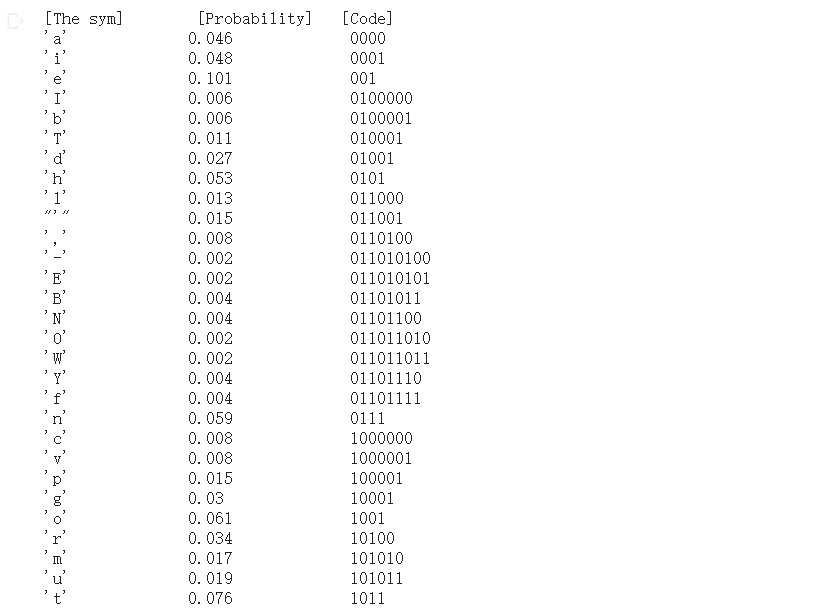 [The sym] [Probability] [Code]
'a' 0.046 0000
'i' 0.048 0001
'e' 0.101 001
'I' 0.006 0100000
'b' 0.006 0100001
'T' 0.011 010001
'd' 0.027 01001
'h' 0.053 0101
'l' 0.013 011000
"'" 0.015 011001
',' 0.008 0110100
'-' 0.002 011010100
'E' 0.002 011010101
'B' 0.004 01101011
'N' 0.004 01101100
'O' 0.002 011011010
'W' 0.002 011011011
'Y' 0.004 01101110
'f' 0.004 01101111
'n' 0.059 0111
'c' 0.008 1000000
'v' 0.008 1000001
'p' 0.015 100001
'g' 0.03 10001
'o' 0.061 1001
'r' 0.034 10100
'm' 0.017 101010
'u' 0.019 101011
't' 0.076 1011